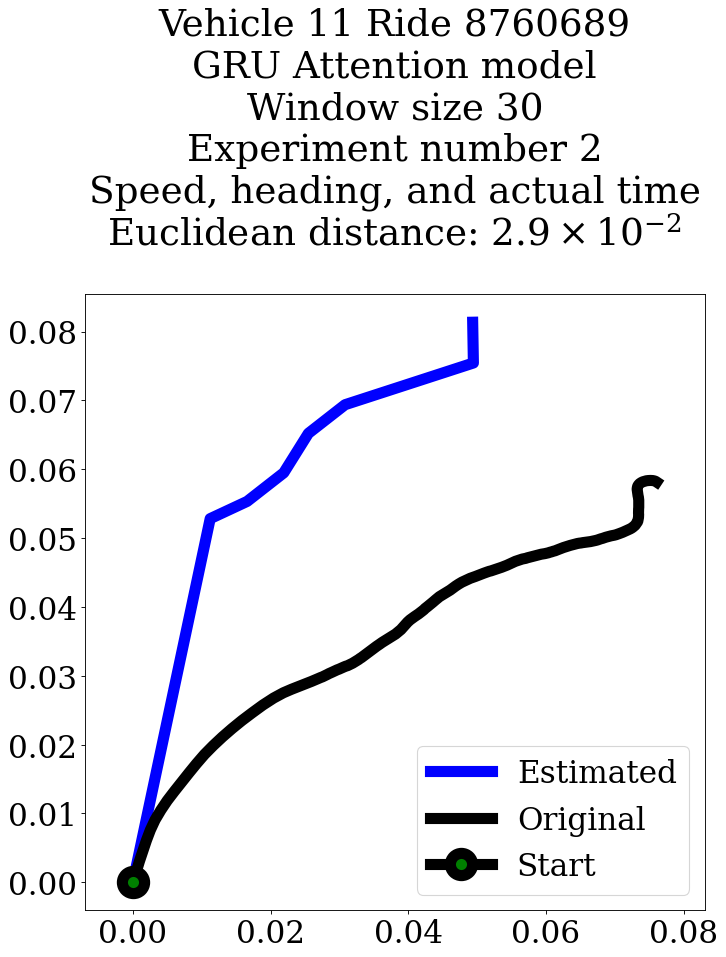 Vehicle 11 Ride 8760689
GRU Attention model
Window size 30
Experiment number 2
Speed, heading, and actual time
Euclidean distance: 2.9 × 10⁻²
0.08
0.07
0.06
0.05
0.04
0.03
0.02
0.01
0.00
Estimated
Original
Start
0.00 0.02 0.04 0.06 0.08